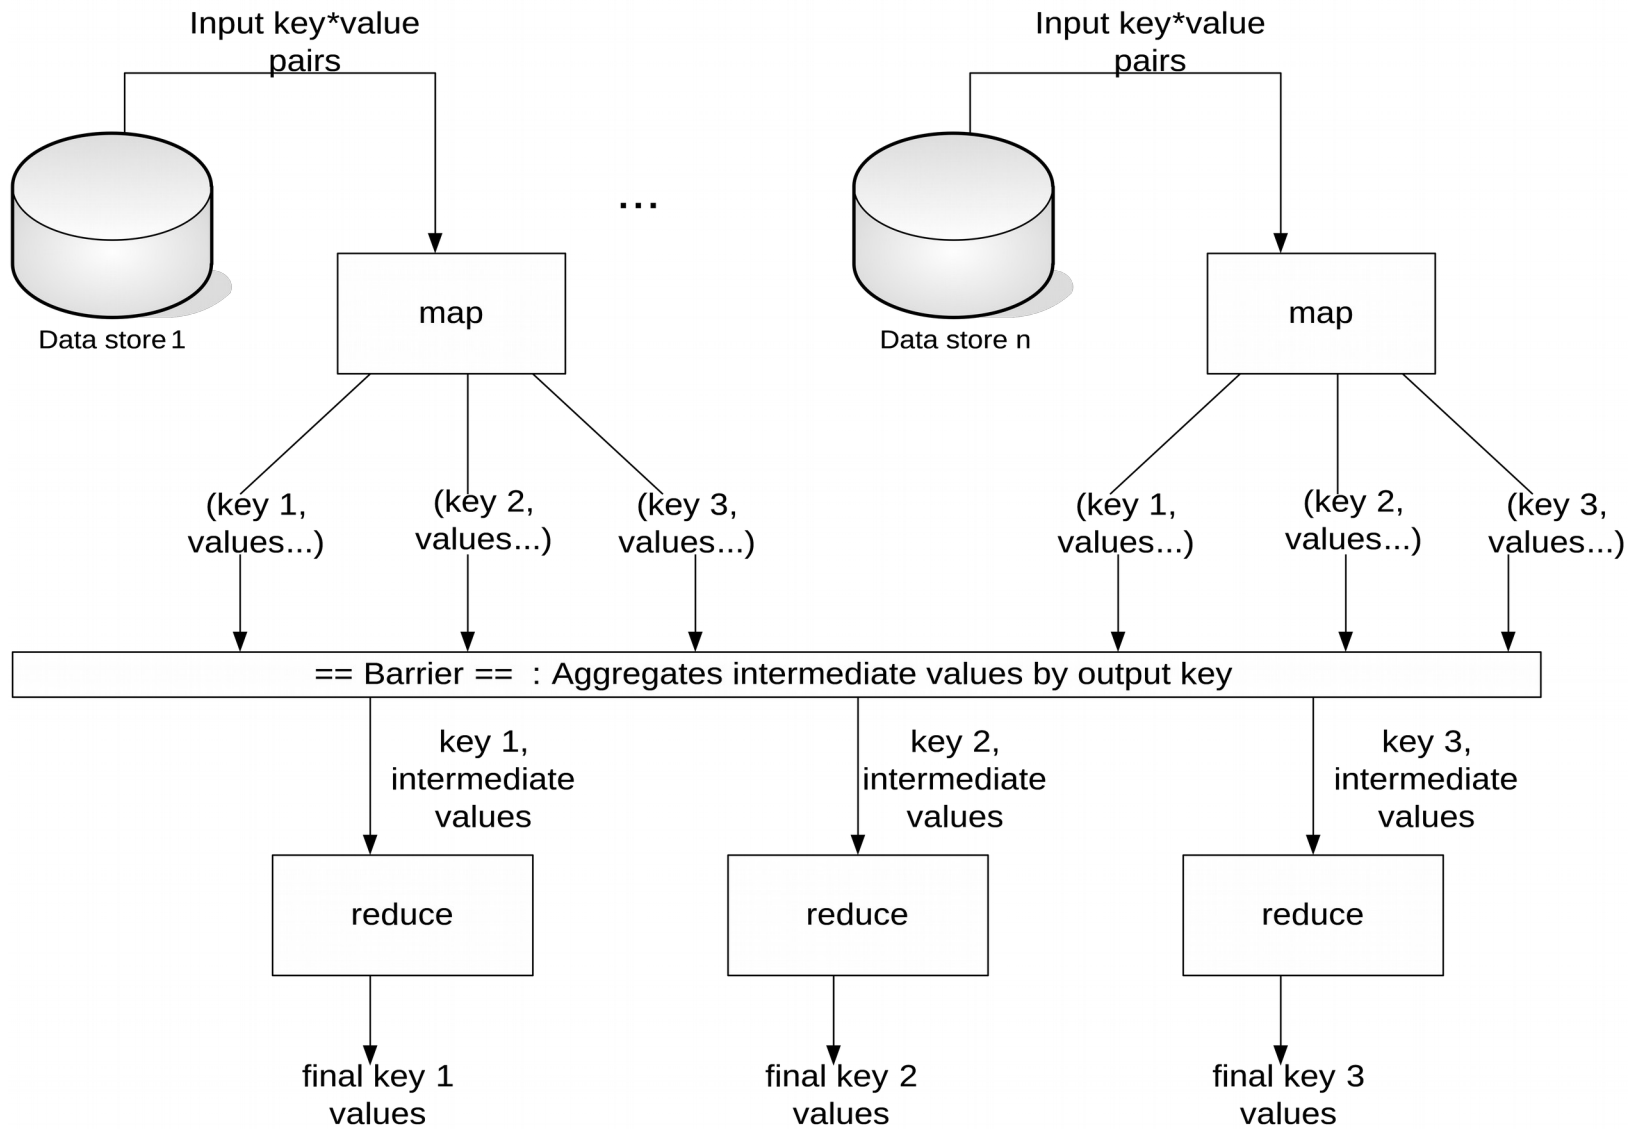 Input key*value
pairs
Input key*value
pairs
...
map
map
Data store 1
Data store n
(key 1,
values...)
(key 2,
values...)
(key 3,
values...)
(key 1,
values...)
(key 2,
values...)
(key 3,
values...)
== Barrier == : Aggregates intermediate values by output key
key 1,
intermediate
values
key 2,
intermediate
values
key 3,
intermediate
values
reduce
reduce
reduce
final key 1
values
final key 2
values
final key 3
values